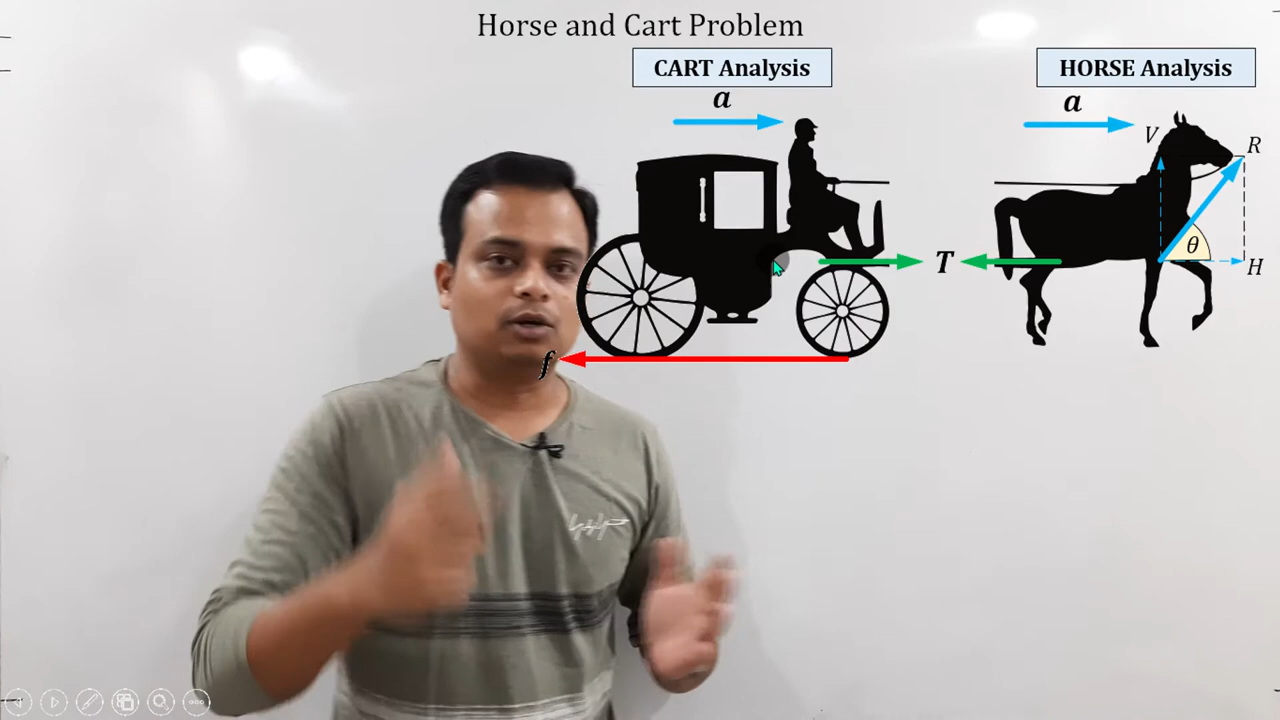 Horse and Cart Problem
CART Analysis
HORSE Analysis
a
a
V
R
θ
T
H
f